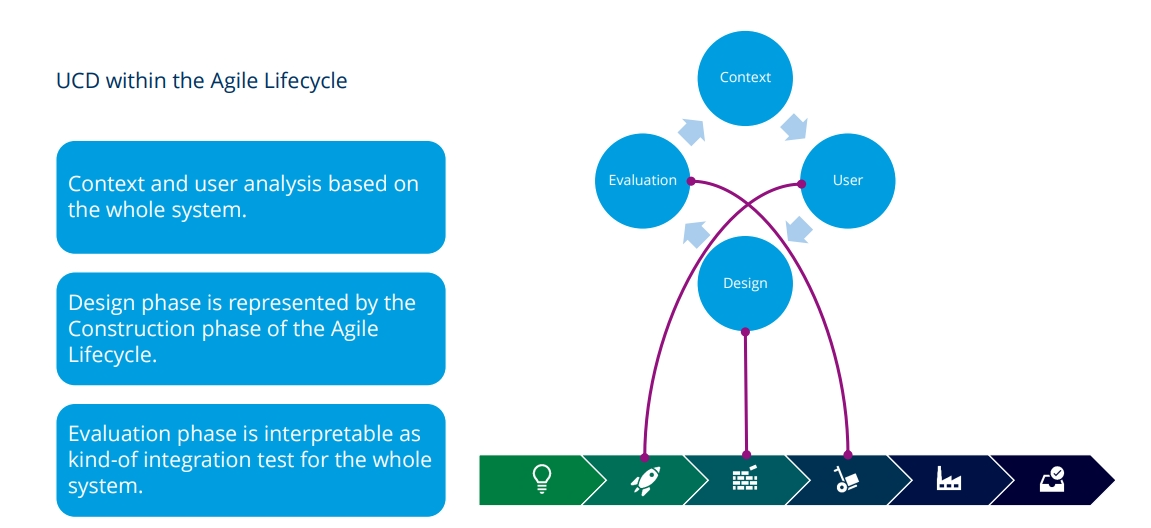 UCD within the Agile Lifecycle
Context and user analysis based on
the whole system.
Design phase is represented by the
Construction phase of the Agile
Lifecycle.
Evaluation phase is interpretable as
kind-of integration test for the whole
system.
Context
Evaluation
User
Design